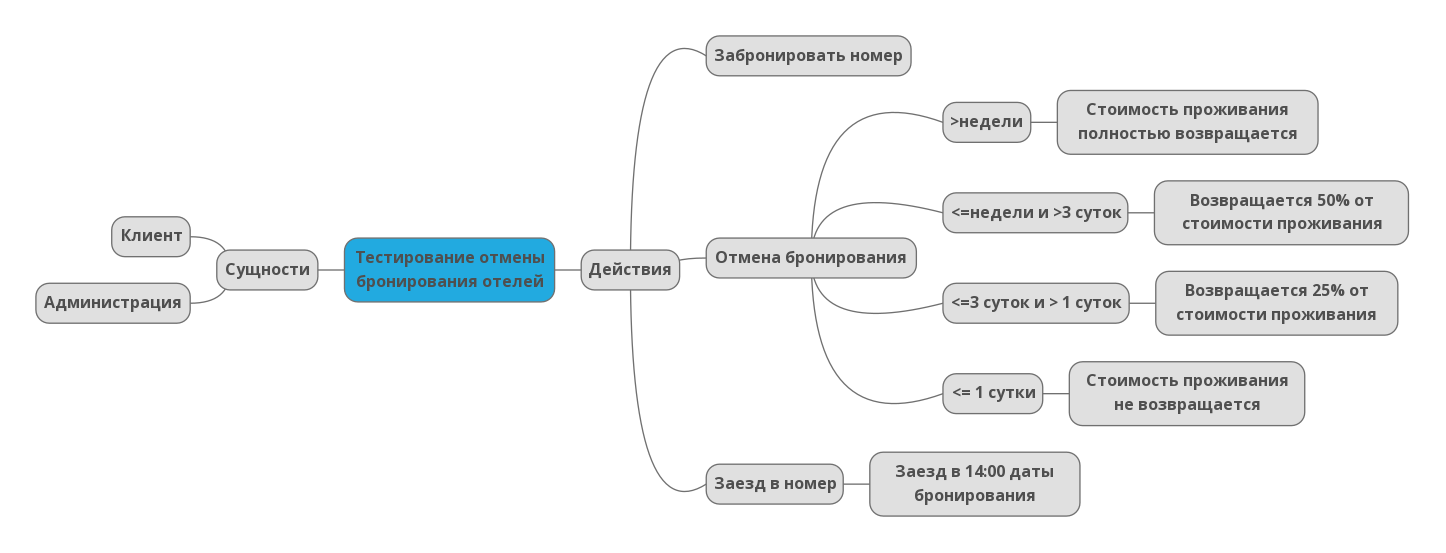 Забронировать номер
>недели
Стоимость проживания
полностью возвращается
<=недели и >3 суток
Возвращается 50% от
стоимости проживания
Клиент
Сущности
Администрация
Тестирование отмены
бронирования отелей
Действия
Отмена бронирования
<=3 суток и > 1 суток
Возвращается 25% от
стоимости проживания
<= 1 сутки
Стоимость проживания
не возвращается
Заезд в номер
Заезд в 14:00 даты
бронирования